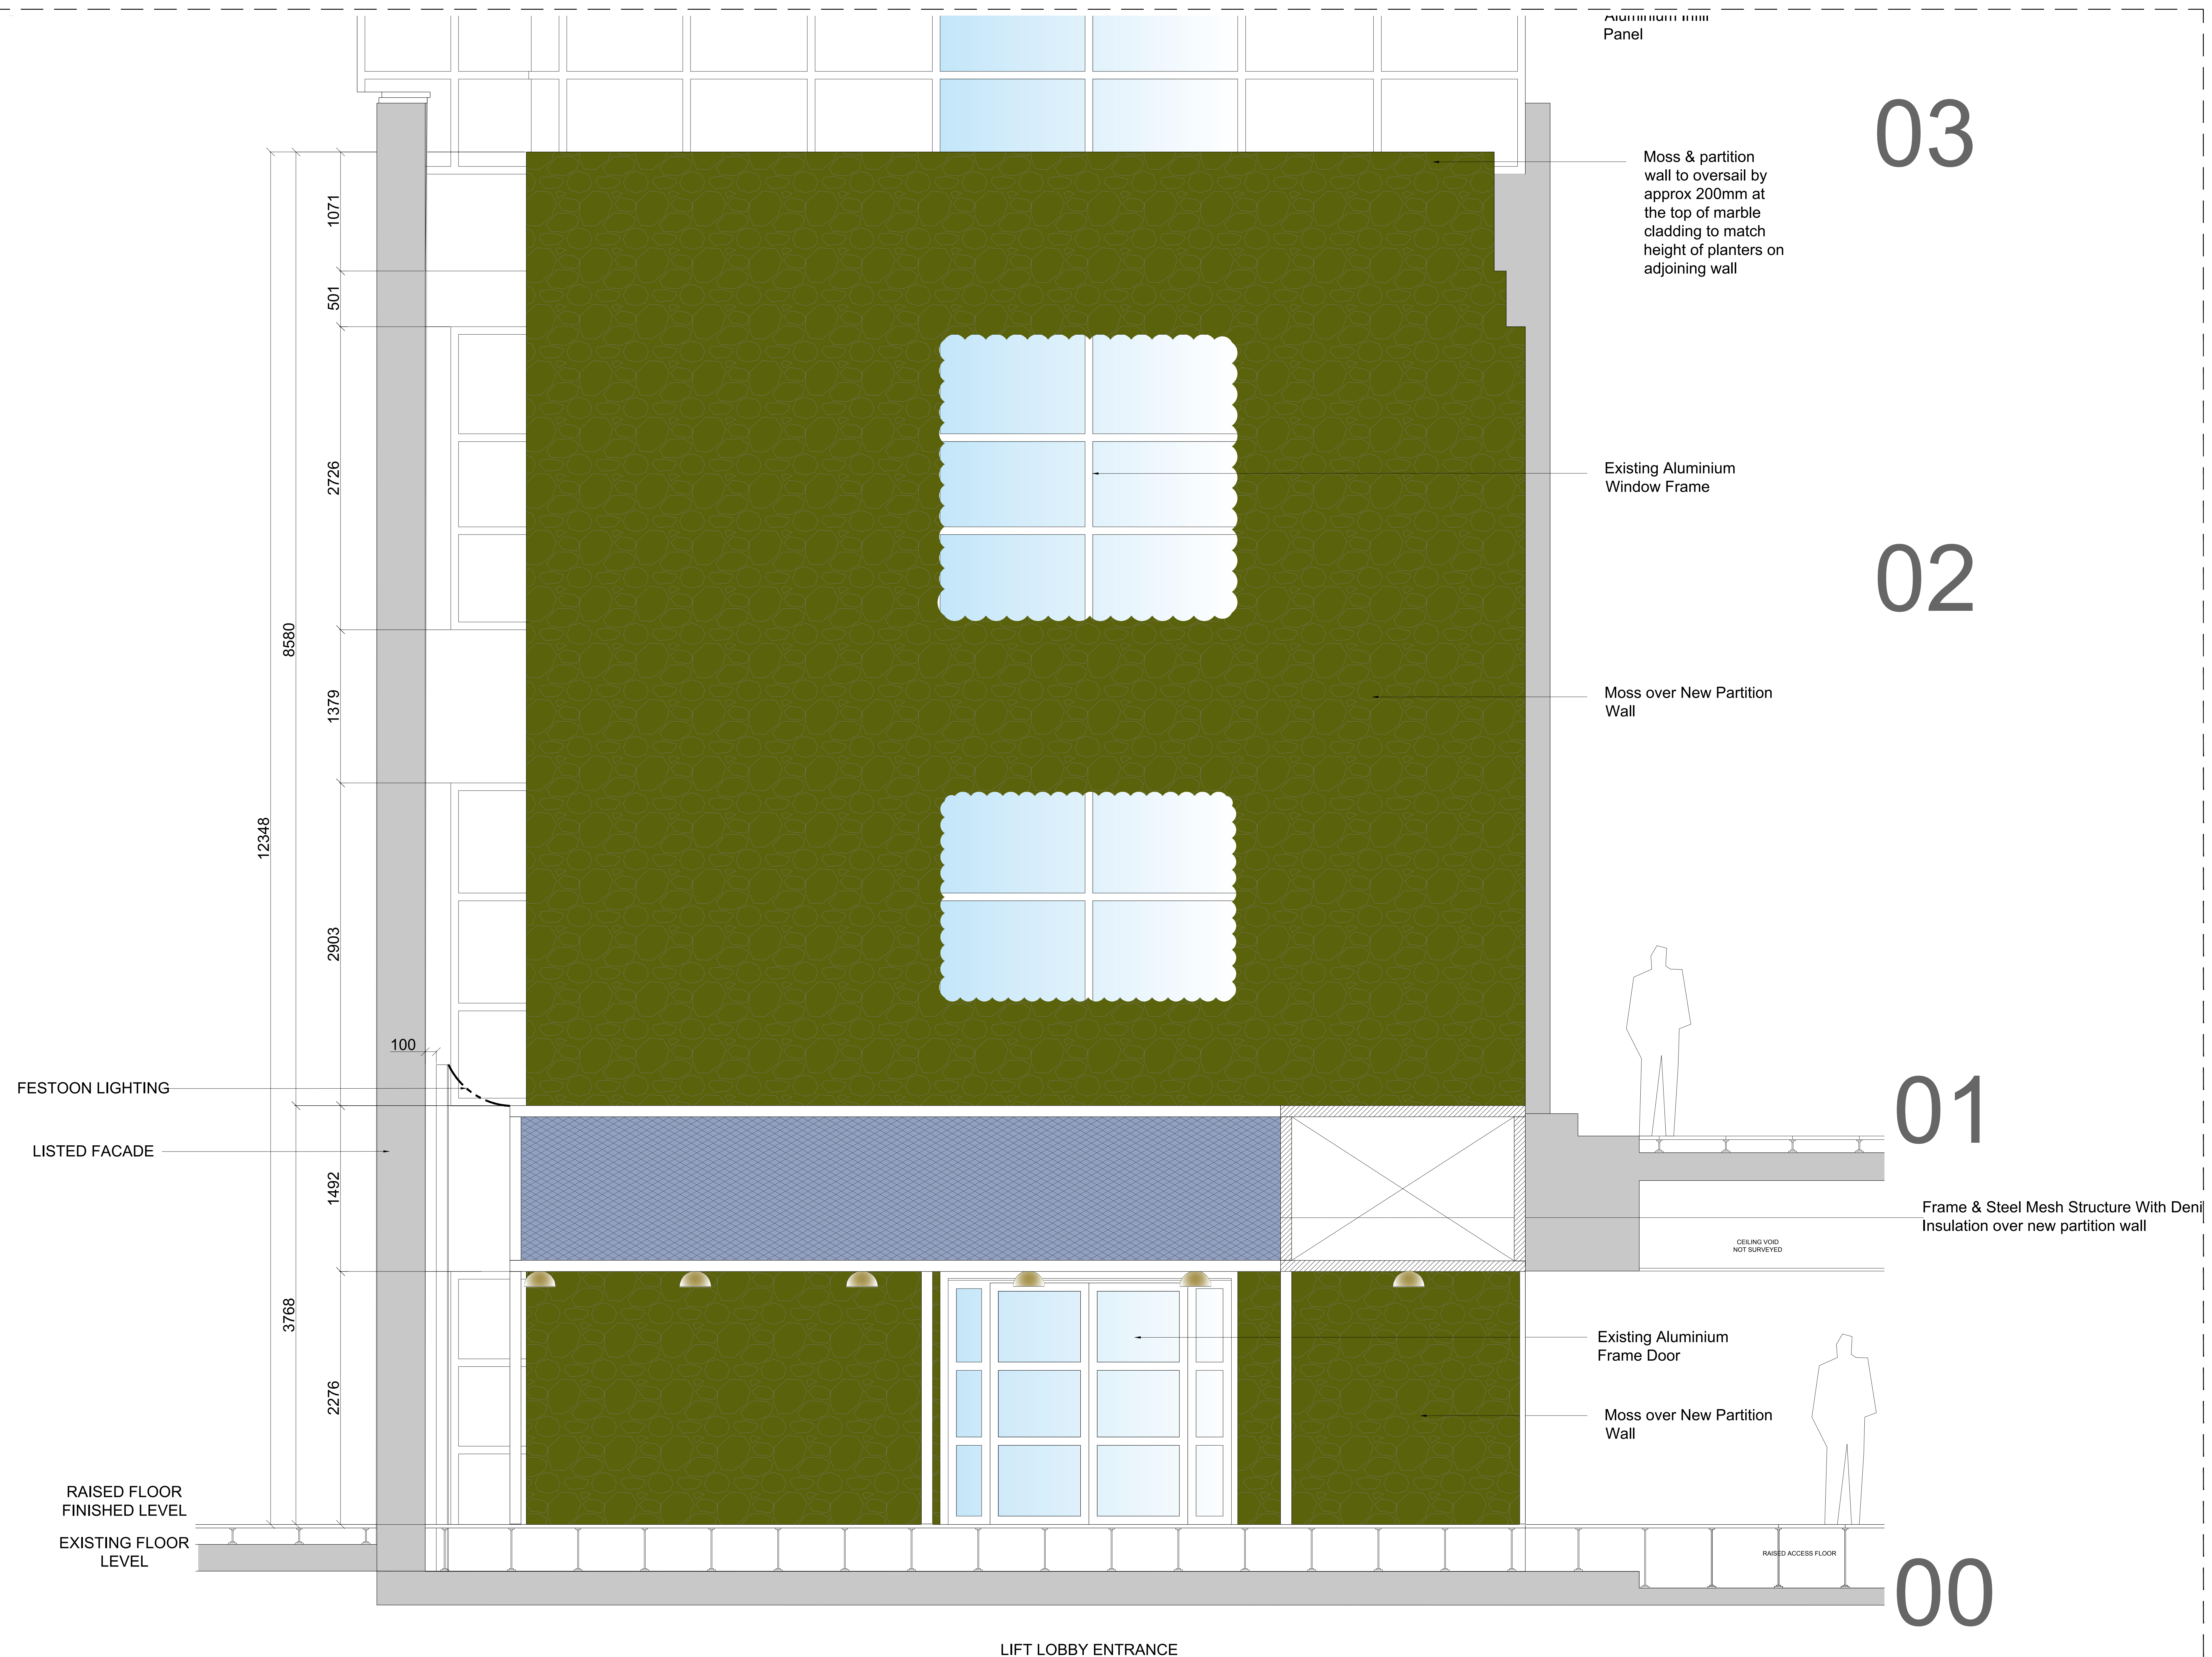 Aluminium Infill
Panel
03
Moss & partition
wall to oversail by
approx 200mm at
the top of marble
cladding to match
height of planters on
adjoining wall
1071
501
Existing Aluminium
Window Frame
2726
02
8580
Moss over New Partition
Wall
1379
12348
2903
100
FESTOON LIGHTING
01
LISTED FACADE
1492
Frame & Steel Mesh Structure With Deni
Insulation over new partition wall
CEILING VOID
NOT SURVEYED
3768
Existing Aluminium
Frame Door
2276
Moss over New Partition
Wall
RAISED FLOOR
FINISHED LEVEL
EXISTING FLOOR
LEVEL
RAISED ACCESS FLOOR
00
LIFT LOBBY ENTRANCE